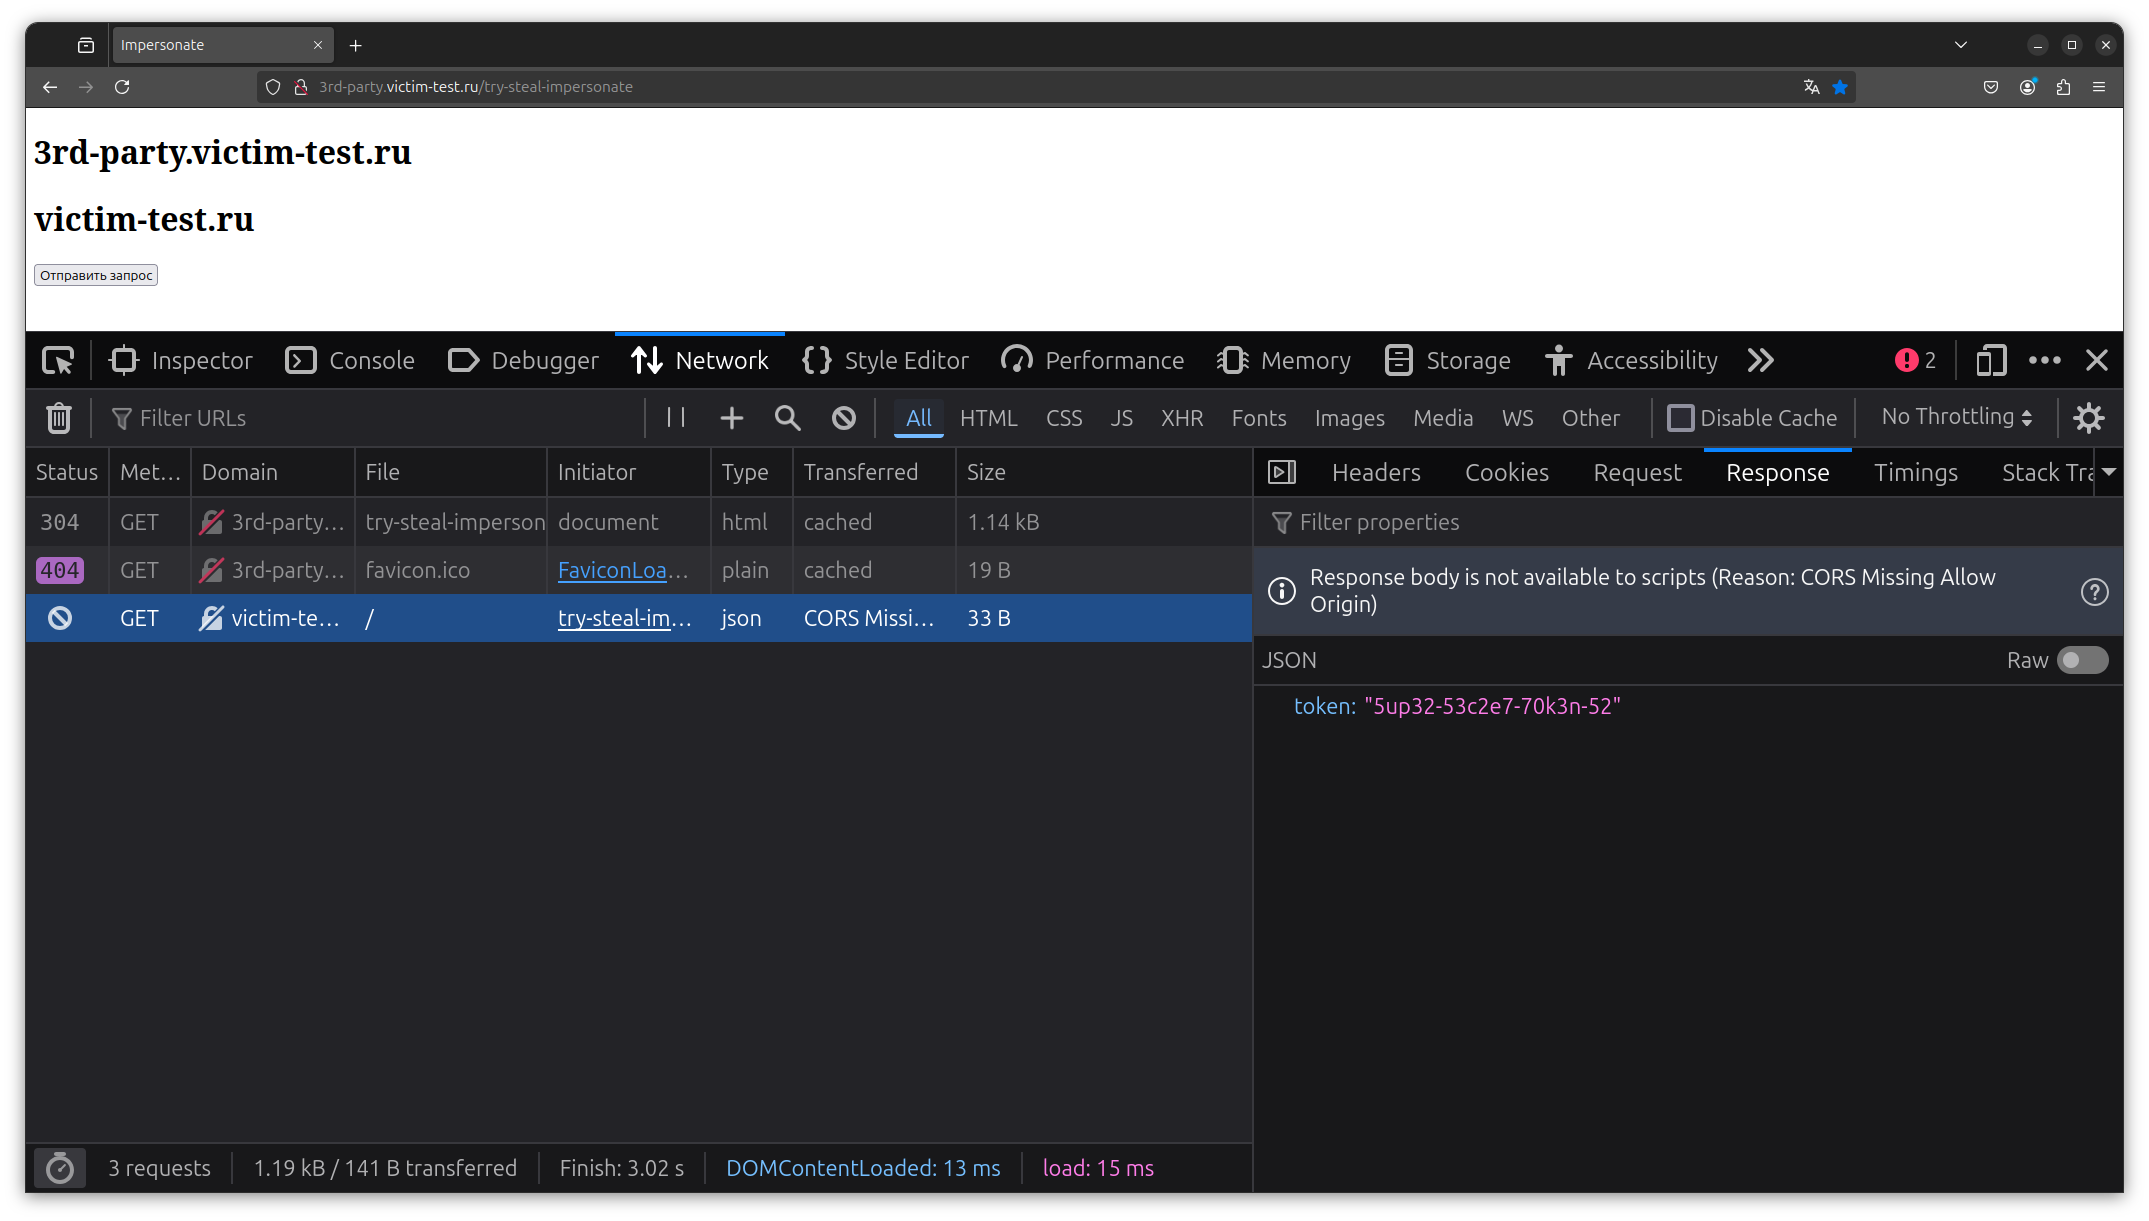 Impersonate
3rd-party.victim-test.ru/try-steal-impersonate
3rd-party.victim-test.ru
victim-test.ru
Отправить запрос
Inspector Console Debugger Network Style Editor Performance Memory Storage Accessibility 2
Filter URLs All HTML CSS JS XHR Fonts Images Media WS Other Disable Cache No Throttling
Status Met... Domain File Initiator Type Transferred Size
304 GET 3rd-party... try-steal-imperson document html cached 1.14 kB
404 GET 3rd-party... favicon.ico FaviconLoa... plain cached 19 B
GET victim-te... / try-steal-im... json CORS Missi... 33 B
Headers Cookies Request Response Timings Stack Tra
Filter properties
Response body is not available to scripts (Reason: CORS Missing Allow
Origin)
JSON Raw
token: "5up32-53c2e7-70k3n-52"
3 requests 1.19 kB / 141 B transferred Finish: 3.02 s DOMContentLoaded: 13 ms load: 15 ms